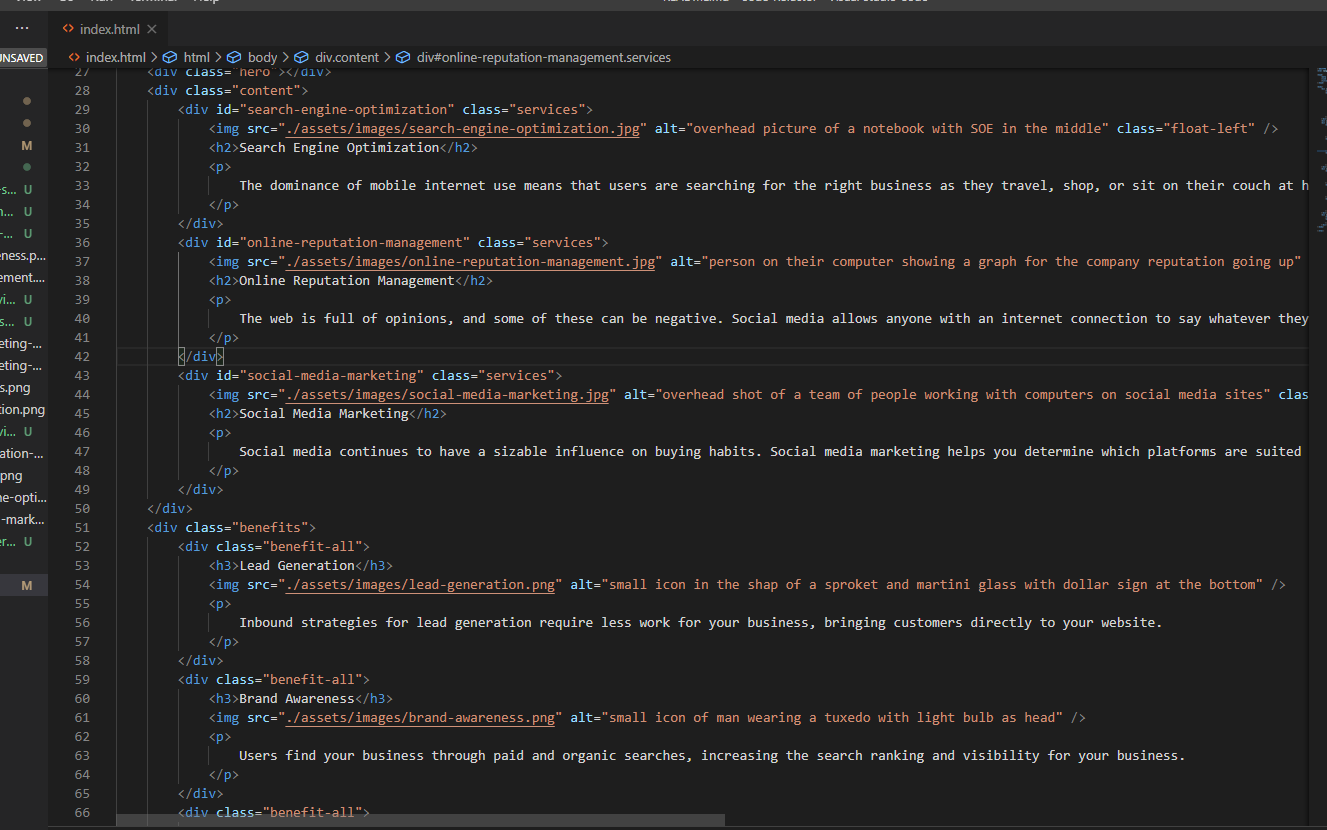 index.html
UNSAVED
index.html > html > body > div.content > div#online-reputation-management.services
27 <div class="hero"></div>
28 <div class="content">
29 <div id="search-engine-optimization" class="services">
30 <img src="./assets/images/search-engine-optimization.jpg" alt="overhead picture of a notebook with SOE in the middle" class="float-left" />
31 <h2>Search Engine Optimization</h2>
32 <p>
33 The dominance of mobile internet use means that users are searching for the right business as they travel, shop, or sit on their couch at h
34 </p>
35 </div>
36 <div id="online-reputation-management" class="services">
37 <img src="./assets/images/online-reputation-management.jpg" alt="person on their computer showing a graph for the company reputation going up"
38 <h2>Online Reputation Management</h2>
39 <p>
40 The web is full of opinions, and some of these can be negative. Social media allows anyone with an internet connection to say whatever they
41 </p>
42 </div>
43 <div id="social-media-marketing" class="services">
44 <img src="./assets/images/social-media-marketing.jpg" alt="overhead shot of a team of people working with computers on social media sites" clas
45 <h2>Social Media Marketing</h2>
46 <p>
47 Social media continues to have a sizable influence on buying habits. Social media marketing helps you determine which platforms are suited
48 </p>
49 </div>
50 </div>
51 <div class="benefits">
52 <div class="benefit-all">
53 <h3>Lead Generation</h3>
54 <img src="./assets/images/lead-generation.png" alt="small icon in the shap of a sproket and martini glass with dollar sign at the bottom" />
55 <p>
56 Inbound strategies for lead generation require less work for your business, bringing customers directly to your website.
57 </p>
58 </div>
59 <div class="benefit-all">
60 <h3>Brand Awareness</h3>
61 <img src="./assets/images/brand-awareness.png" alt="small icon of man wearing a tuxedo with light bulb as head" />
62 <p>
63 Users find your business through paid and organic searches, increasing the search ranking and visibility for your business.
64 </p>
65 </div>
66 <div class="benefit-all">
M
-s... U
n... U
-... U
eness.p...
ement....
vi... U
s... U
eting-...
eting-...
s.png
tion.png
vi... U
ation-...
png
ne-opti...
-mark...
er... U
M